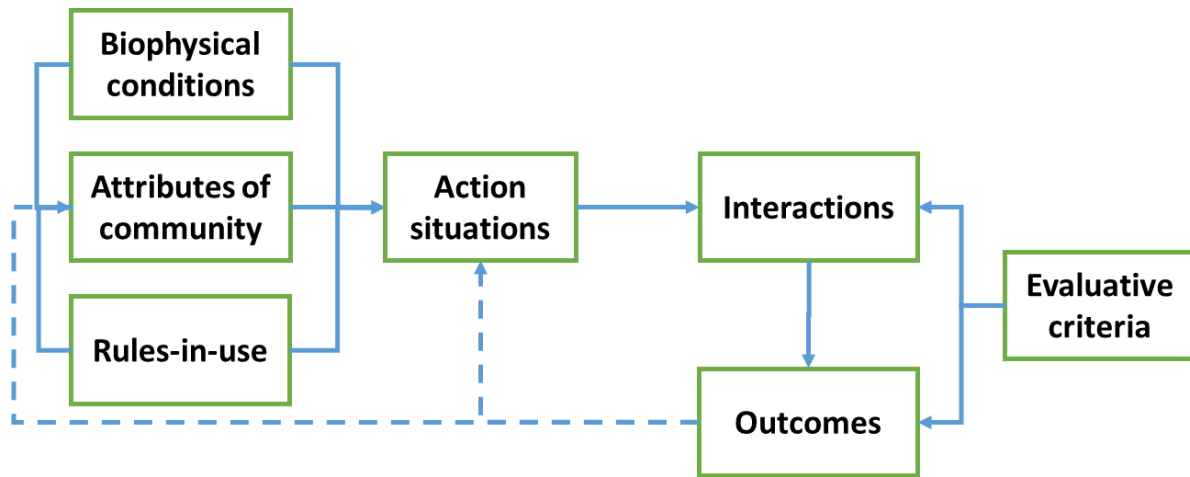 Biophysical
conditions
Attributes of
community
Rules-in-use
Action
situations
Interactions
Outcomes
Evaluative
criteria